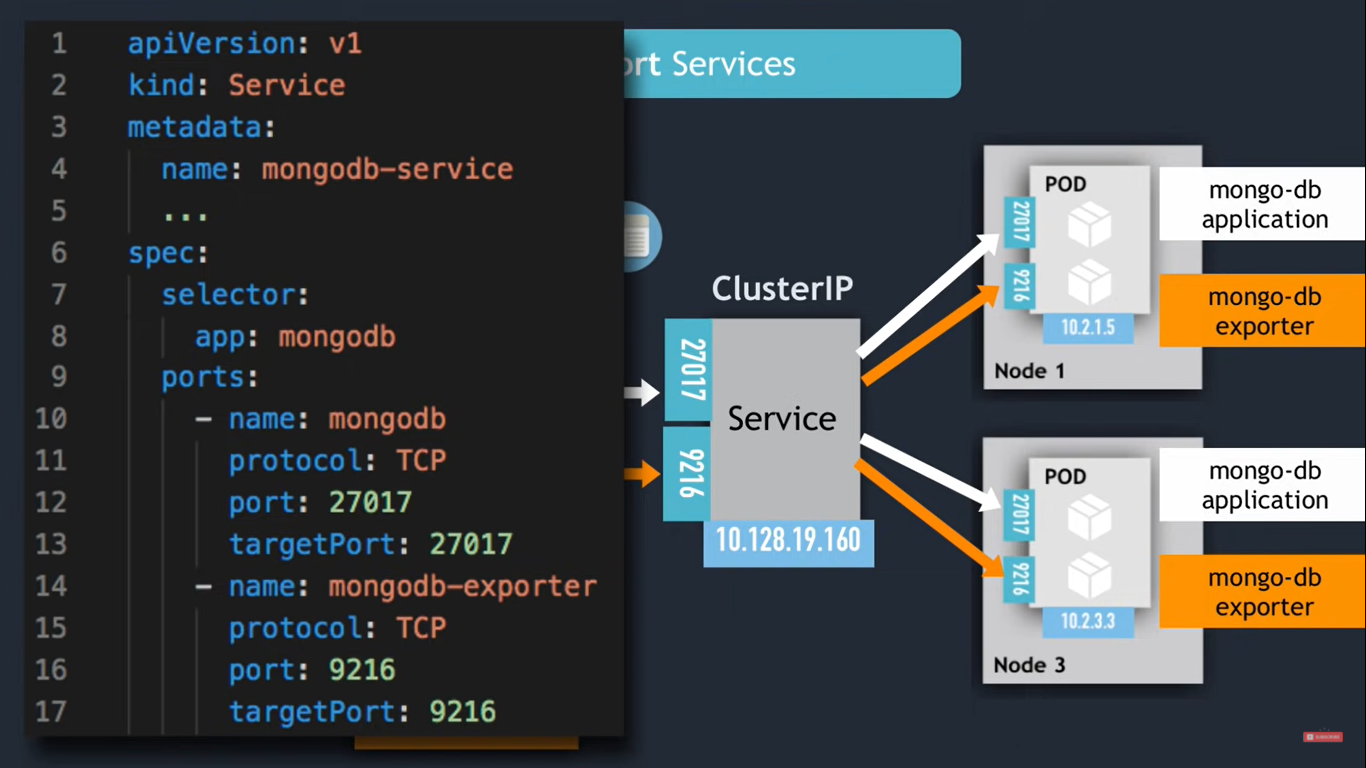 1 apiVersion: v1
2 kind: Service
3 metadata:
4 name: mongodb-service
5 ...
6 spec:
7 selector:
8 app: mongodb
9 ports:
10 - name: mongodb
11 protocol: TCP
12 port: 27017
13 targetPort: 27017
14 - name: mongodb-exporter
15 protocol: TCP
16 port: 9216
17 targetPort: 9216
ort Services
ClusterIP
27017
9216
Service
10.128.19.160
POD
27017
9216
10.2.1.5
Node 1
mongo-db
application
mongo-db
exporter
POD
27017
9216
10.2.3.3
Node 3
mongo-db
application
mongo-db
exporter
SUBSCRIBE